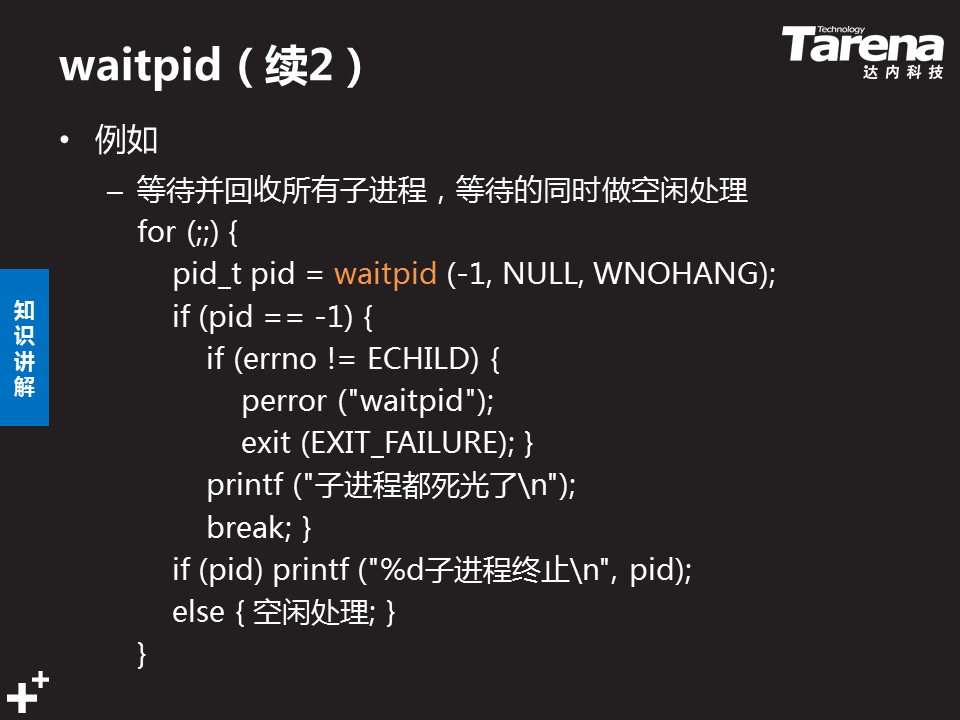 waitpid（续2）
Technology
Tarena
达内科技
• 例如
– 等待并回收所有子进程，等待的同时做空闲处理
for (;;) {
pid_t pid = waitpid (-1, NULL, WNOHANG);
if (pid == -1) {
if (errno != ECHILD) {
perror ("waitpid");
exit (EXIT_FAILURE); }
printf ("子进程都死光了\n");
break; }
if (pid) printf ("%d子进程终止\n", pid);
else { 空闲处理; }
}
知识讲解